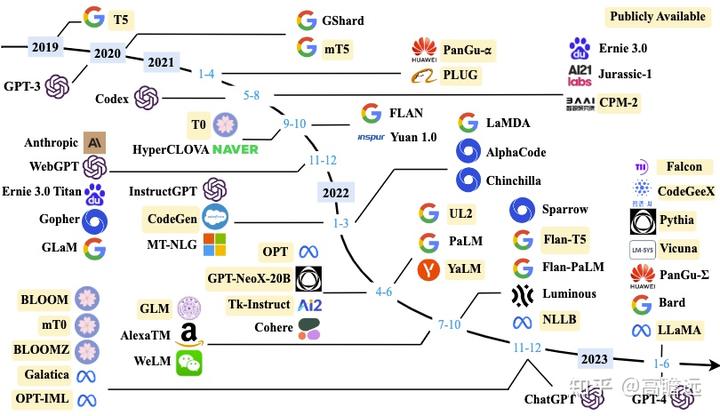 T5
GShard
mT5
Publicly Available
2019
2020
2021
GPT-3
Codex
1-4
5-8
HUAWEI
PanGu-α
PLUG
Ernie 3.0
AI21 labs
Jurassic-1
BAAI
CPM-2
T0
HyperCLOVA NAVER
9-10
FLAN
inspur
Yuan 1.0
Anthropic
AI
WebGPT
11-12
LaMDA
AlphaCode
Chinchilla
Ernie 3.0 Titan
InstructGPT
2022
Gopher
CodeGen
1-3
GLaM
MT-NLG
UL2
PaLM
YaLM
Sparrow
Flan-T5
Flan-PaLM
Luminous
NLLB
TII
Falcon
CodeGeeX
Pythia
LM-SYS
Vicuna
HUAWEI
PanGu-Σ
Bard
LLaMA
OPT
GPT-NeoX-20B
Tk-Instruct
Ai2
Cohere
4-6
BLOOM
mT0
BLOOMZ
Galatica
OPT-IML
GLM
AlexaTM
a
WeLM
7-10
11-12
2023
1-6
ChatGPT
GPT-4
知乎 @高瞻远